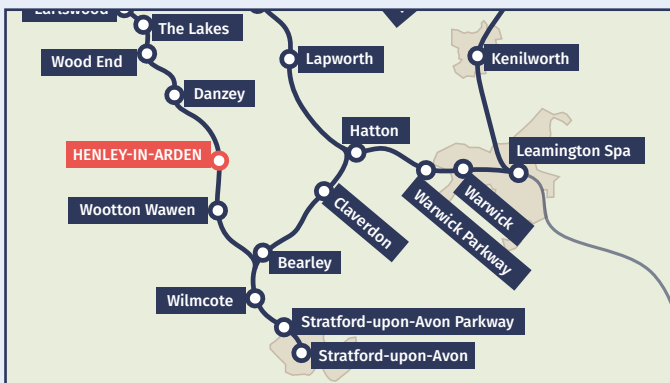 Earlswood
The Lakes
Wood End
Lapworth
Kenilworth
Danzey
Hatton
HENLEY-IN-ARDEN
Leamington Spa
Wootton Wawen
Claverdon
Warwick
Warwick Parkway
Bearley
Wilmcote
Stratford-upon-Avon Parkway
Stratford-upon-Avon